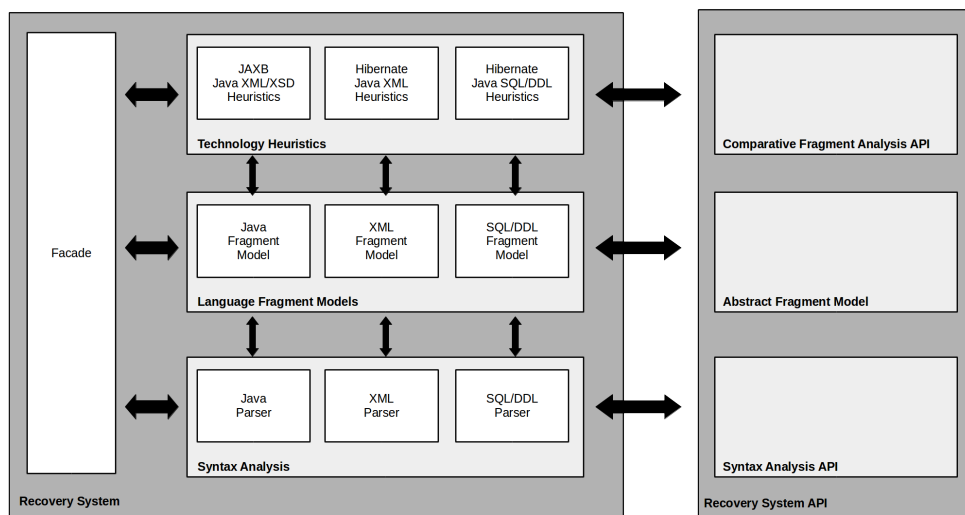 JAXB
Java XML/XSD
Heuristics
Hibernate
Java XML
Heuristics
Hibernate
Java SQL/DDL
Heuristics
Technology Heuristics
Comparative Fragment Analysis API
Facade
Java
Fragment
Model
XML
Fragment
Model
SQL/DDL
Fragment
Model
Language Fragment Models
Abstract Fragment Model
Java
Parser
XML
Parser
SQL/DDL
Parser
Syntax Analysis
Syntax Analysis API
Recovery System
Recovery System API